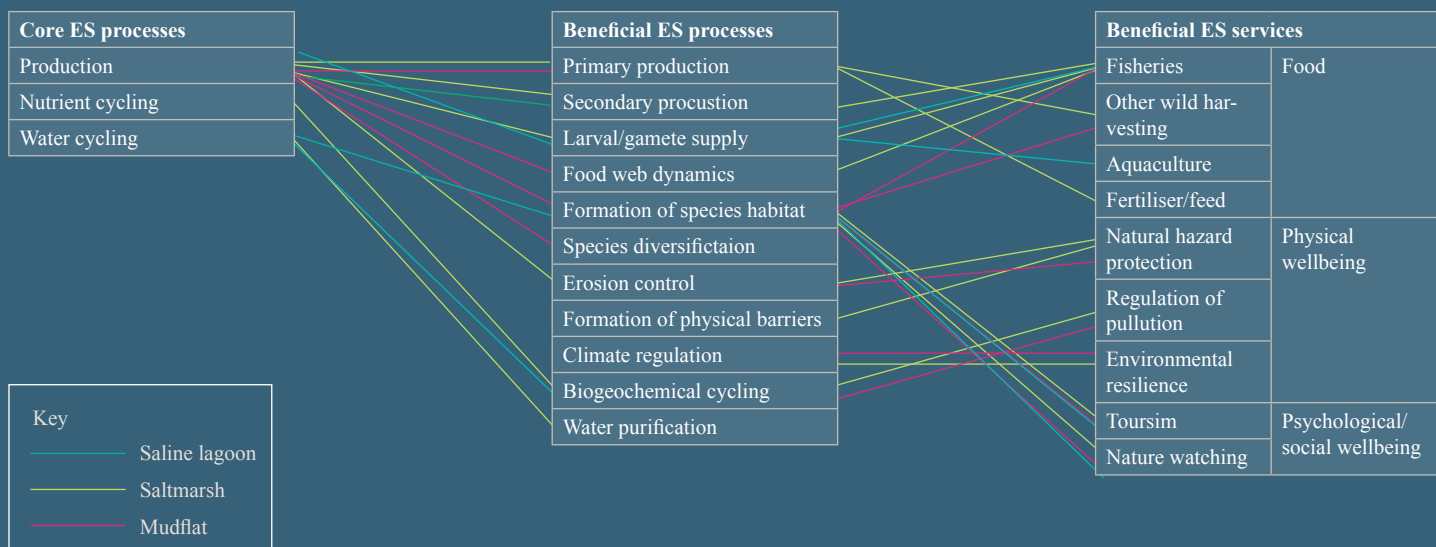 Core ES processes
Production
Nutrient cycling
Water cycling
Beneficial ES processes
Primary production
Secondary procustion
Larval/gamete supply
Food web dynamics
Formation of species habitat
Species diversifictaion
Erosion control
Formation of physical barriers
Climate regulation
Biogeochemical cycling
Water purification
Beneficial ES services
Fisheries
Food
Other wild har-
vesting
Aquaculture
Fertiliser/feed
Natural hazard
protection
Physical
wellbeing
Regulation of
pullution
Environmental
resilience
Toursim
Psychological/
social wellbeing
Nature watching
Key
Saline lagoon
Saltmarsh
Mudflat